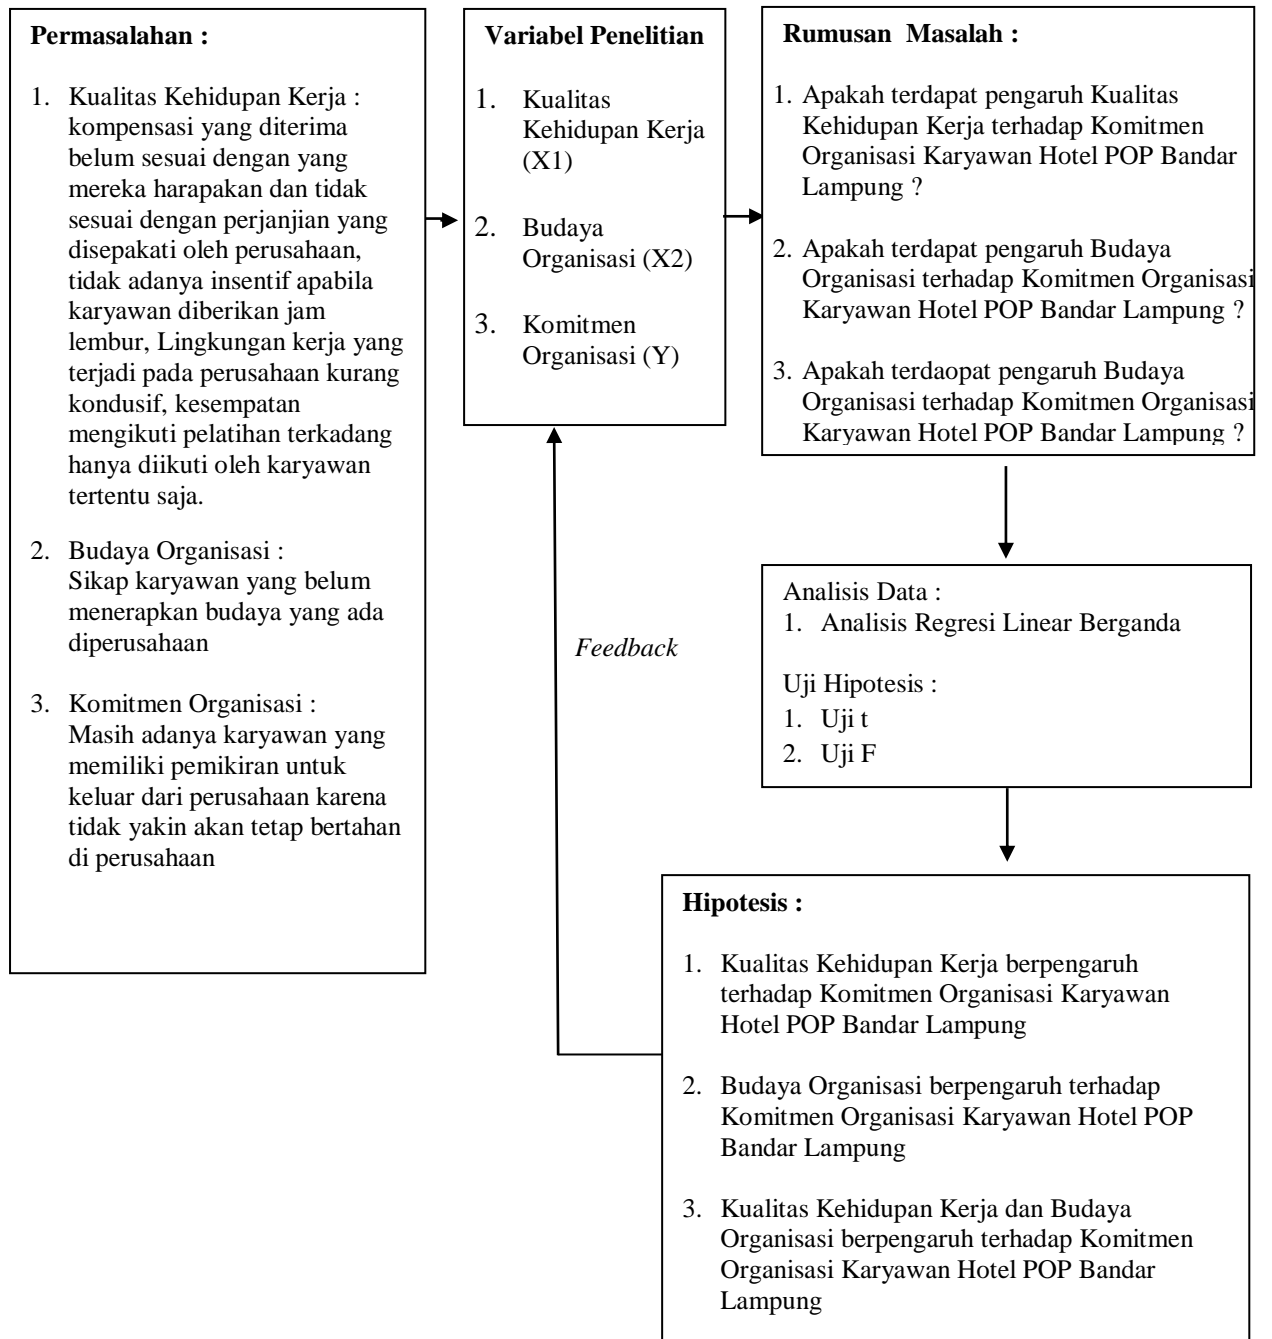 Permasalahan :
1. Kualitas Kehidupan Kerja :
kompensasi yang diterima
belum sesuai dengan yang
mereka harapakan dan tidak
sesuai dengan perjanjian yang
disepakati oleh perusahaan,
tidak adanya insentif apabila
karyawan diberikan jam
lembur, Lingkungan kerja yang
terjadi pada perusahaan kurang
kondusif, kesempatan
mengikuti pelatihan terkadang
hanya diikuti oleh karyawan
tertentu saja.
2. Budaya Organisasi :
Sikap karyawan yang belum
menerapkan budaya yang ada
diperusahaan
3. Komitmen Organisasi :
Masih adanya karyawan yang
memiliki pemikiran untuk
keluar dari perusahaan karena
tidak yakin akan tetap bertahan
di perusahaan
Variabel Penelitian
1. Kualitas
Kehidupan Kerja
(X1)
2. Budaya
Organisasi (X2)
3. Komitmen
Organisasi (Y)
Rumusan Masalah :
1. Apakah terdapat pengaruh Kualitas
Kehidupan Kerja terhadap Komitmen
Organisasi Karyawan Hotel POP Bandar
Lampung ?
2. Apakah terdapat pengaruh Budaya
Organisasi terhadap Komitmen Organisasi
Karyawan Hotel POP Bandar Lampung ?
3. Apakah terdaopat pengaruh Budaya
Organisasi terhadap Komitmen Organisasi
Karyawan Hotel POP Bandar Lampung ?
Analisis Data :
1. Analisis Regresi Linear Berganda
Uji Hipotesis :
1. Uji t
2. Uji F
Feedback
Hipotesis :
1. Kualitas Kehidupan Kerja berpengaruh
terhadap Komitmen Organisasi Karyawan
Hotel POP Bandar Lampung
2. Budaya Organisasi berpengaruh terhadap
Komitmen Organisasi Karyawan Hotel POP
Bandar Lampung
3. Kualitas Kehidupan Kerja dan Budaya
Organisasi berpengaruh terhadap Komitmen
Organisasi Karyawan Hotel POP Bandar
Lampung